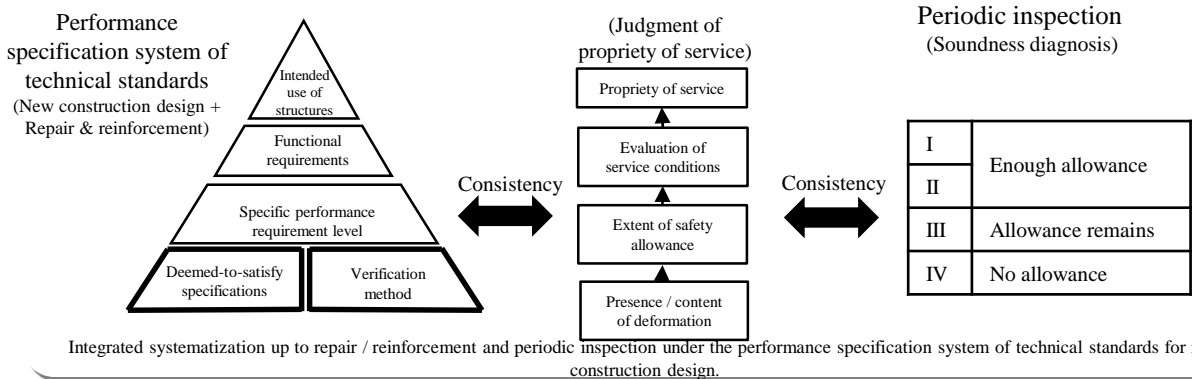 Performance
specification system of
technical standards
(New construction design +
Repair & reinforcement)
Intended
use of
structures
Functional
requirements
Specific performance
requirement level
Deemed-to-satisfy
specifications
Verification
method
Consistency
(Judgment of
propriety of service)
Propriety of service
Evaluation of
service conditions
Extent of safety
allowance
Presence / content
of deformation
Consistency
Periodic inspection
(Soundness diagnosis)
I
II
Enough allowance
III Allowance remains
IV No allowance
Integrated systematization up to repair / reinforcement and periodic inspection under the performance specification system of technical standards for
construction design.